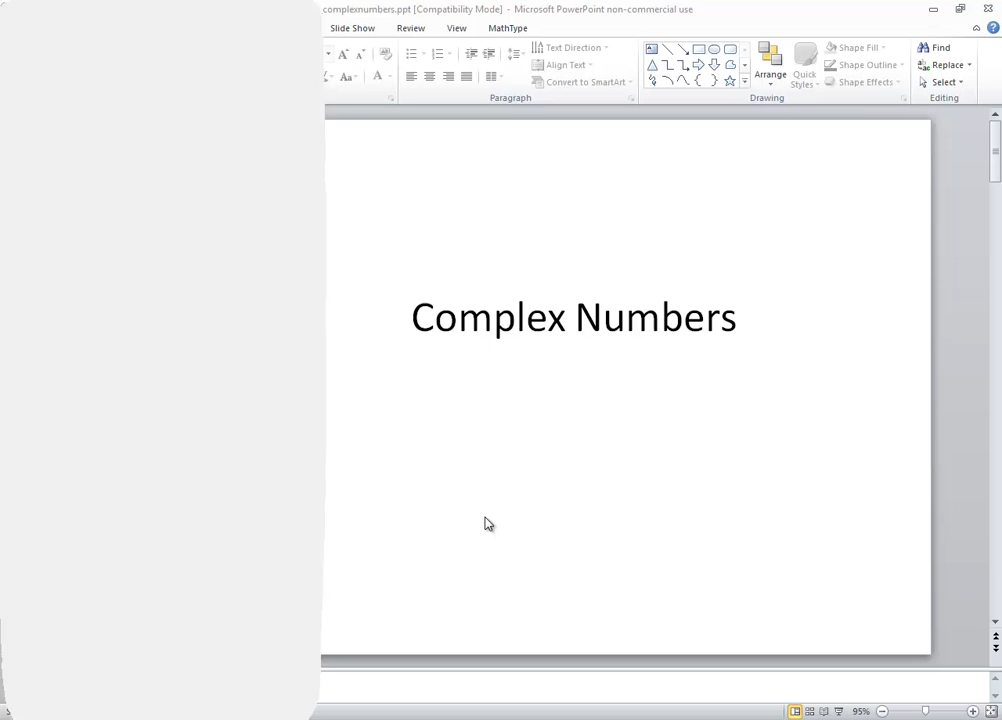 complexnumbers.ppt [Compatibility Mode] - Microsoft PowerPoint non-commercial use
Slide Show Review View MathType
Text Direction
Align Text
Convert to SmartArt
Paragraph
Arrange
Quick Styles
Shape Fill
Shape Outline
Shape Effects
Drawing
Find
Replace
Select
Editing
Complex Numbers
95%